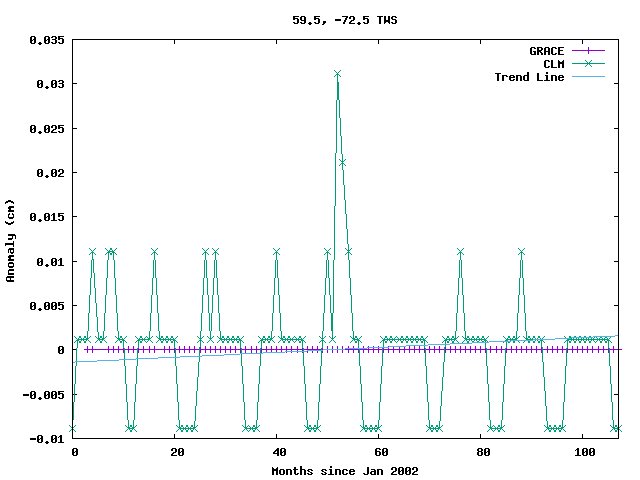 59.5, -72.5 TWS
0.035
0.03
0.025
0.02
0.015
0.01
0.005
0
-0.005
-0.01
Anomaly (cm)
GRACE
CLM
Trend Line
0 20 40 60 80 100
Months since Jan 2002